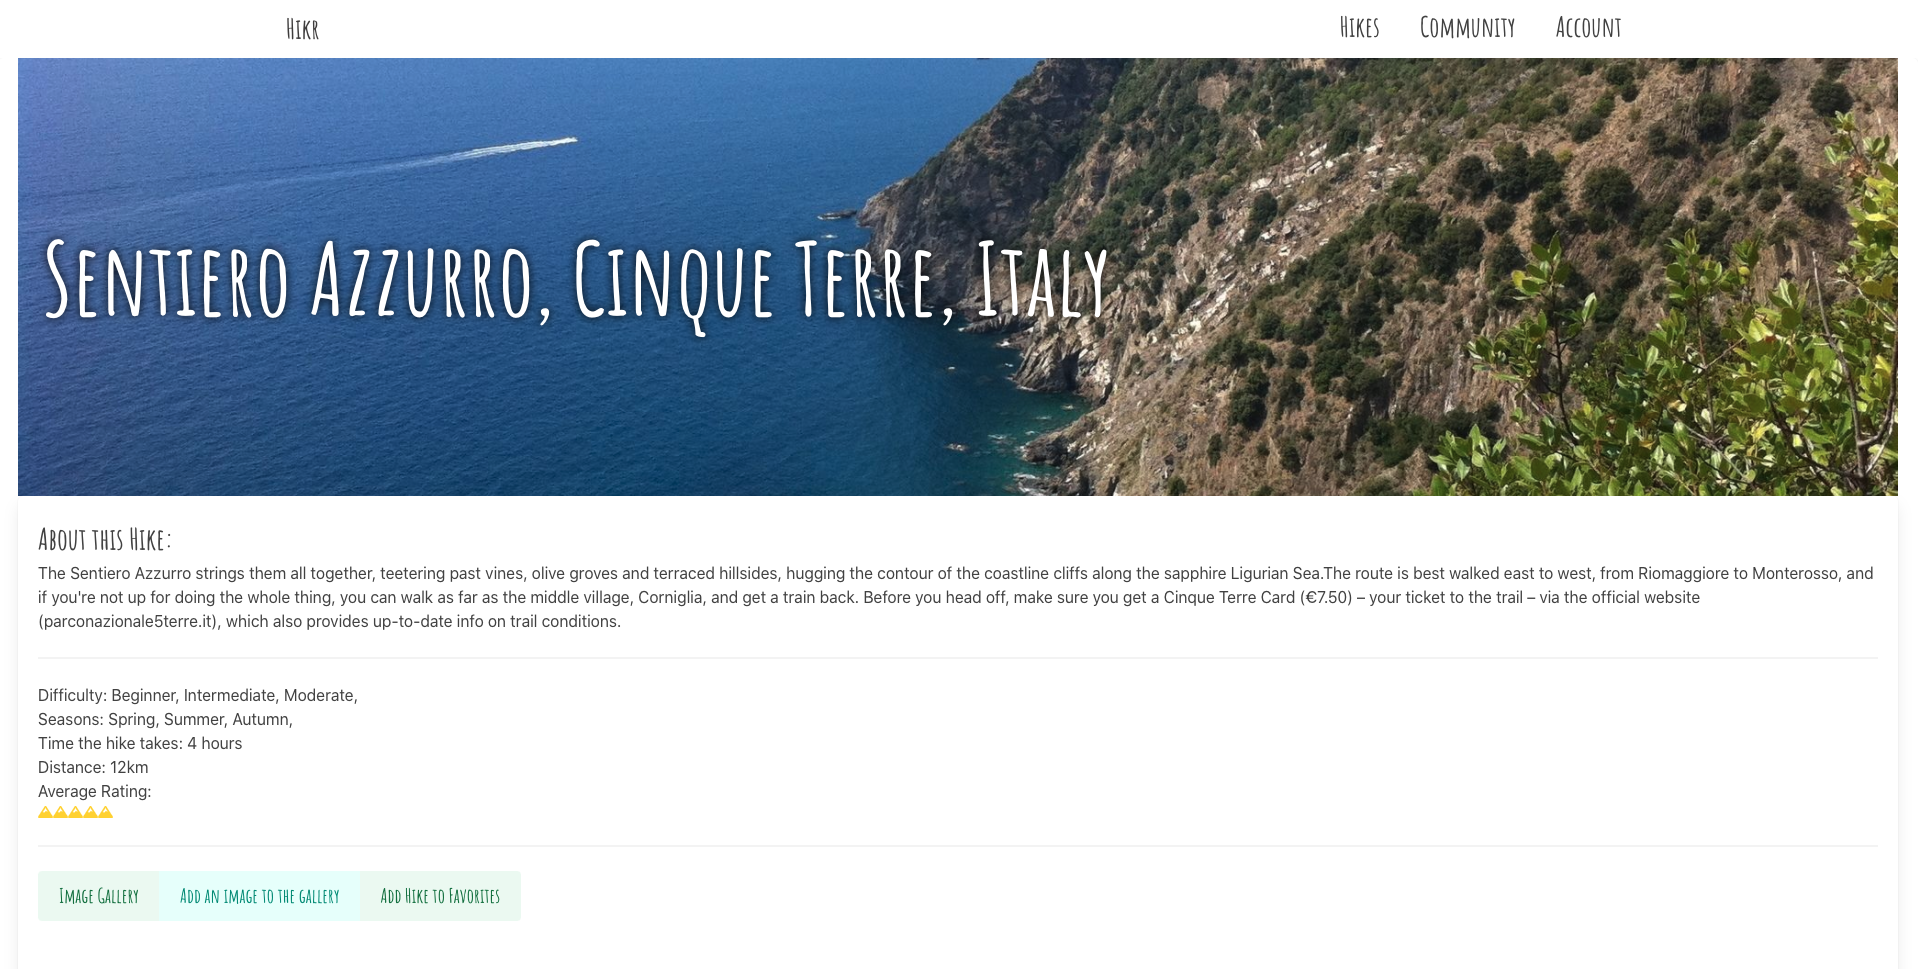 Hikr
Hikes Community Account
Sentiero Azzurro, Cinque Terre, Italy
About this Hike:
The Sentiero Azzurro strings them all together, teetering past vines, olive groves and terraced hillsides, hugging the contour of the coastline cliffs along the sapphire Ligurian Sea.The route is best walked east to west, from Riomaggiore to Monterosso, and
if you're not up for doing the whole thing, you can walk as far as the middle village, Corniglia, and get a train back. Before you head off, make sure you get a Cinque Terre Card (€7.50) – your ticket to the trail – via the official website
(parconazionale5terre.it), which also provides up-to-date info on trail conditions.
Difficulty: Beginner, Intermediate, Moderate,
Seasons: Spring, Summer, Autumn,
Time the hike takes: 4 hours
Distance: 12km
Average Rating:
Image Gallery Add an image to the gallery Add Hike to Favorites